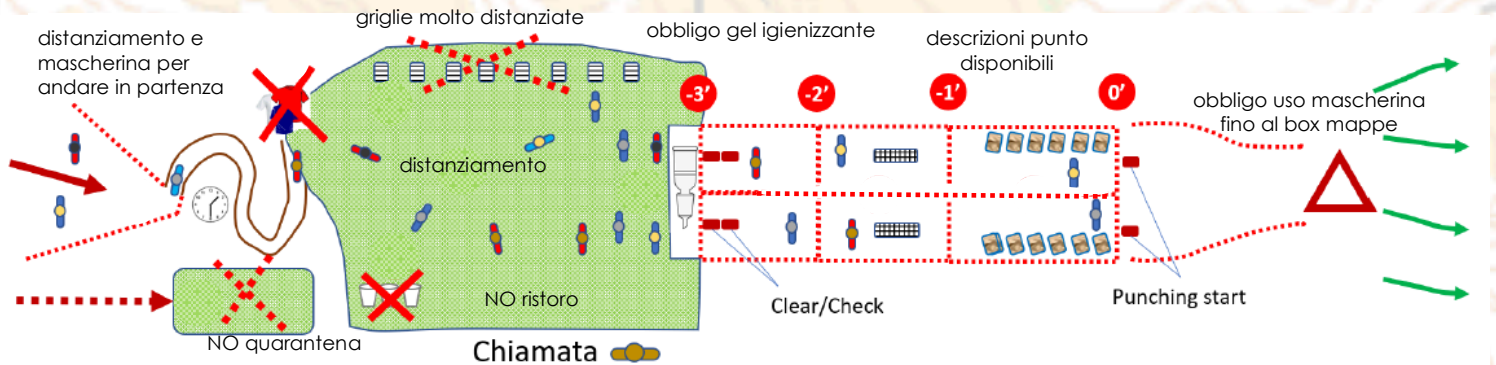 distanziamento e
mascherina per
andare in partenza
griglie molto distanziate
obbligo gel igienizzante
descrizioni punto
disponibili
-3’
-2’
-1’
0’
obbligo uso mascherina
fino al box mappe
distanziamento
NO ristoro
NO quarantena
Chiamata
Clear/Check
Punching start